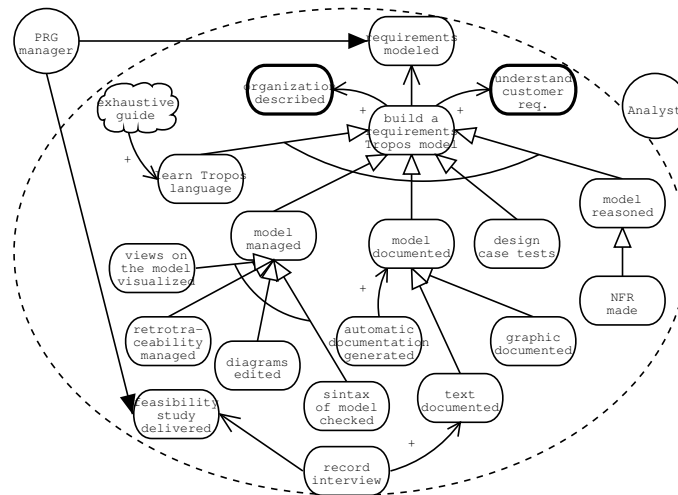 PRG
manager
requirements
modeled
organization
described
understand
customer
req.
exhaustive
guide
+
+
build a
requirements
Tropos model
Analyst
+
learn Tropos
language
model
reasoned
model
managed
model
documented
design
case tests
views on
the model
visualized
+
NFR
made
retrotra-
ceability
managed
automatic
documentation
generated
graphic
documented
diagrams
edited
feasibility
study
delivered
sintax
of model
checked
text
documented
+
record
interview